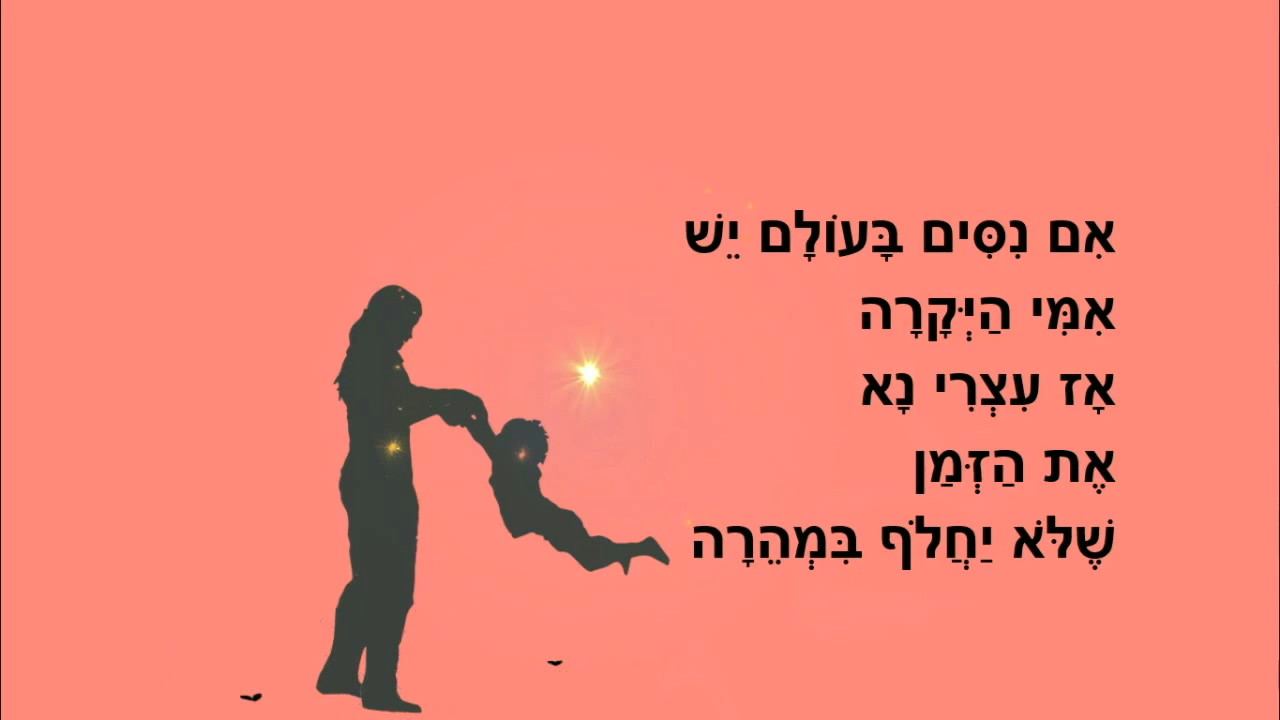 אִם נִסִּים בָּעוֹלָם יֵשׁ
אִמִּי הַיְּקָרָה
אָז עִצְרִי נָא
אֶת הַזְּמַן
שֶׁלֹּא יַחֲלֹף בִּמְהֵרָה